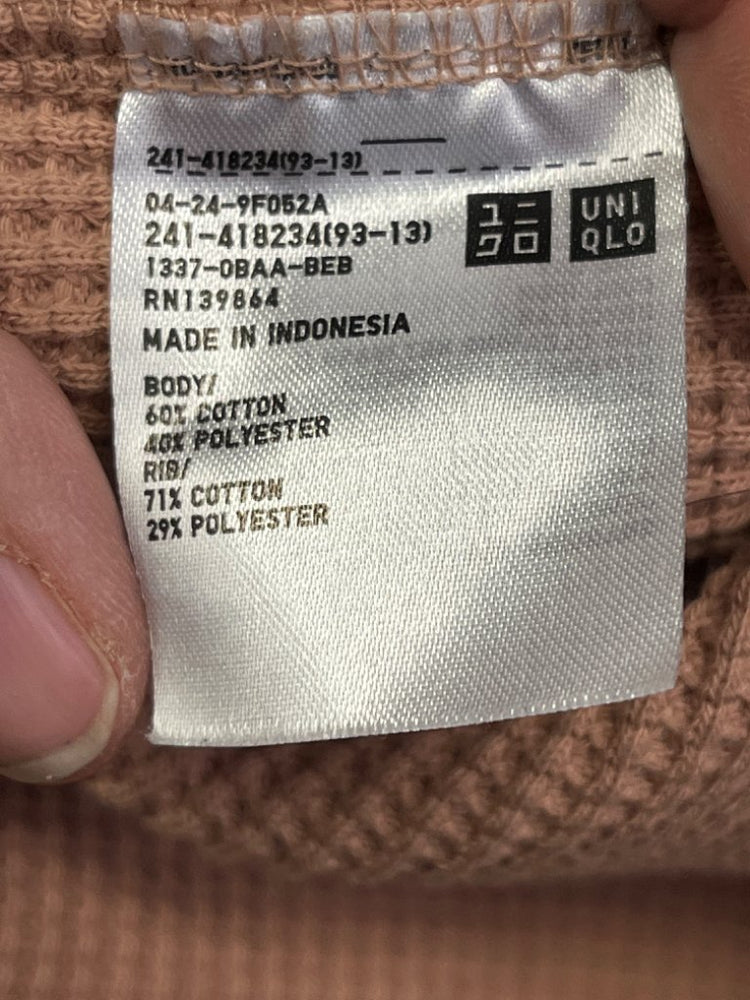 241-418234(93-13)
04-24-9F052A
241-418234(93-13)
1337-0BAA-BEB
RN139864
MADE IN INDONESIA
ユニ
クロ
UNI
QLO
BODY/
60% COTTON
40% POLYESTER
RIB/
71% COTTON
29% POLYESTER